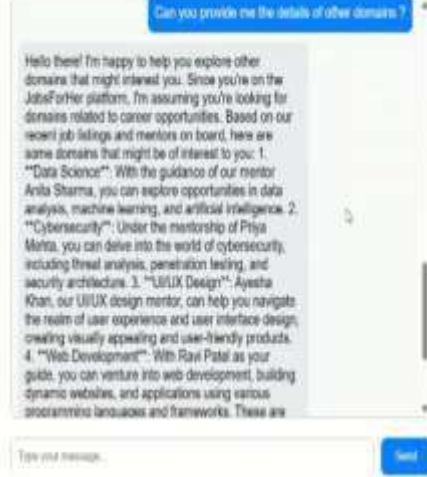 Can you provide me the details of other domains ?
Hello there! I'm happy to help you explore other
domains that might interest you. Since you're on the
JobsForHer platform, I'm assuming you're looking for
domains related to career opportunities. Based on our
recent job listings and mentors on board, here are
some domains that might be of interest to you: 1.
**Data Science**: With the guidance of our mentor
Anita Sharma, you can explore opportunities in data
analysis, machine learning, and artificial intelligence. 2.
**Cybersecurity**: Under the mentorship of Priya
Mehta, you can delve into the world of cybersecurity,
including threat analysis, penetration testing, and
security architecture. 3. **UI/UX Design**: Ayesha
Khan, our UI/UX design mentor, can help you navigate
the realm of user experience and user interface design,
creating visually appealing and user-friendly products.
4. **Web Development**: With Ravi Patel as your
guide, you can venture into web development, building
dynamic websites, and applications using various
programming languages and frameworks. These are
Type your message...
Send